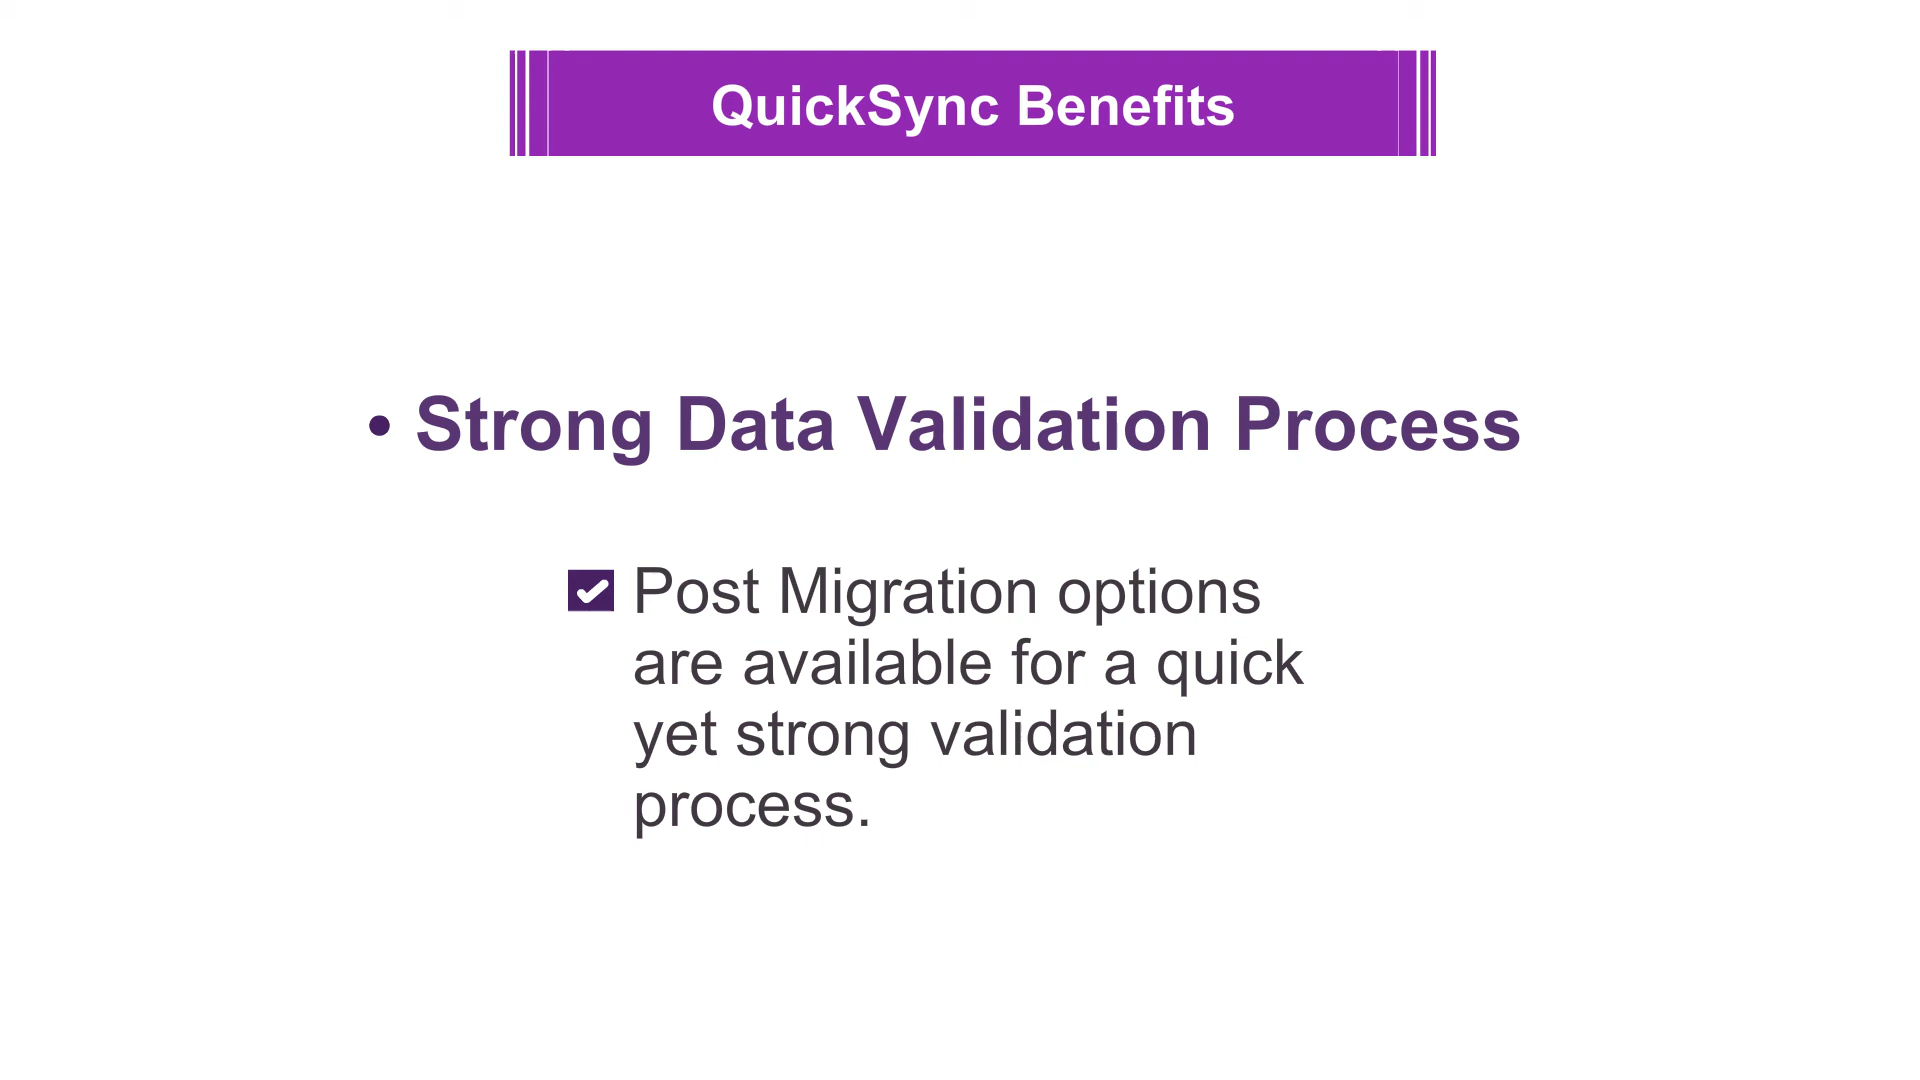 QuickSync Benefits
• Strong Data Validation Process
Post Migration options
are available for a quick
yet strong validation
process.